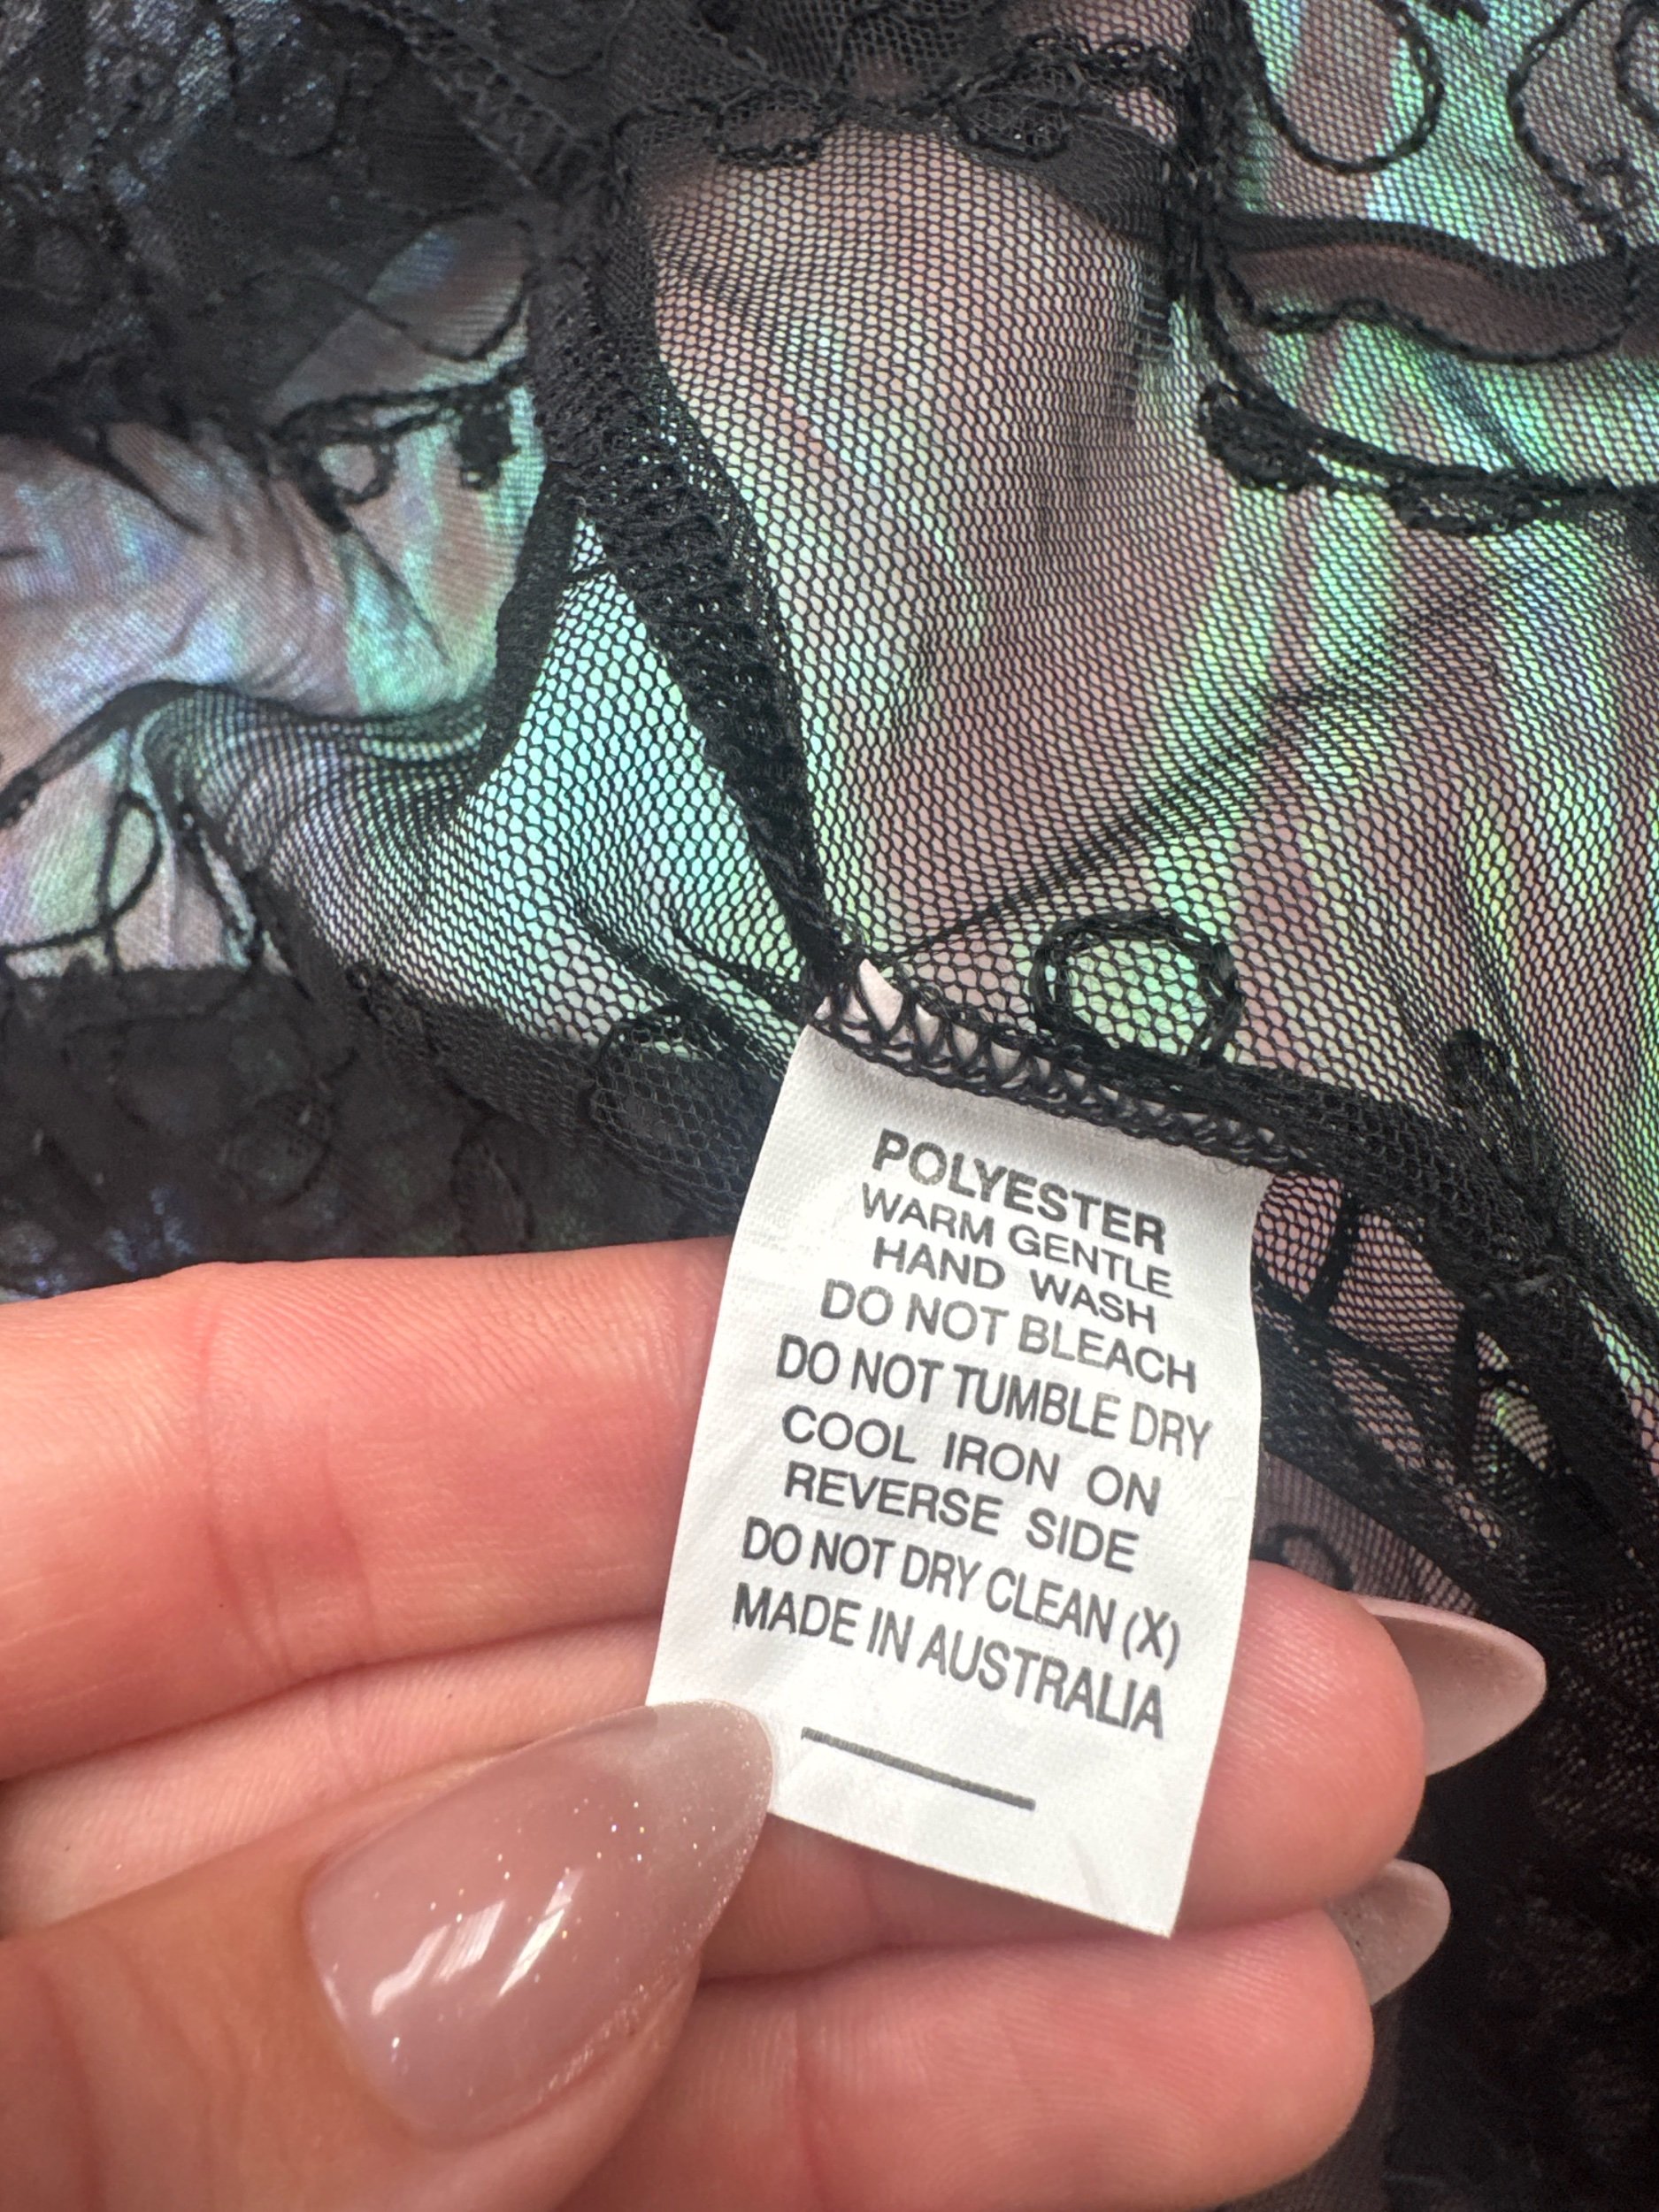 POLYESTER
WARM GENTLE
HAND WASH
DO NOT BLEACH
DO NOT TUMBLE DRY
COOL IRON ON
REVERSE SIDE
DO NOT DRY CLEAN (X)
MADE IN AUSTRALIA